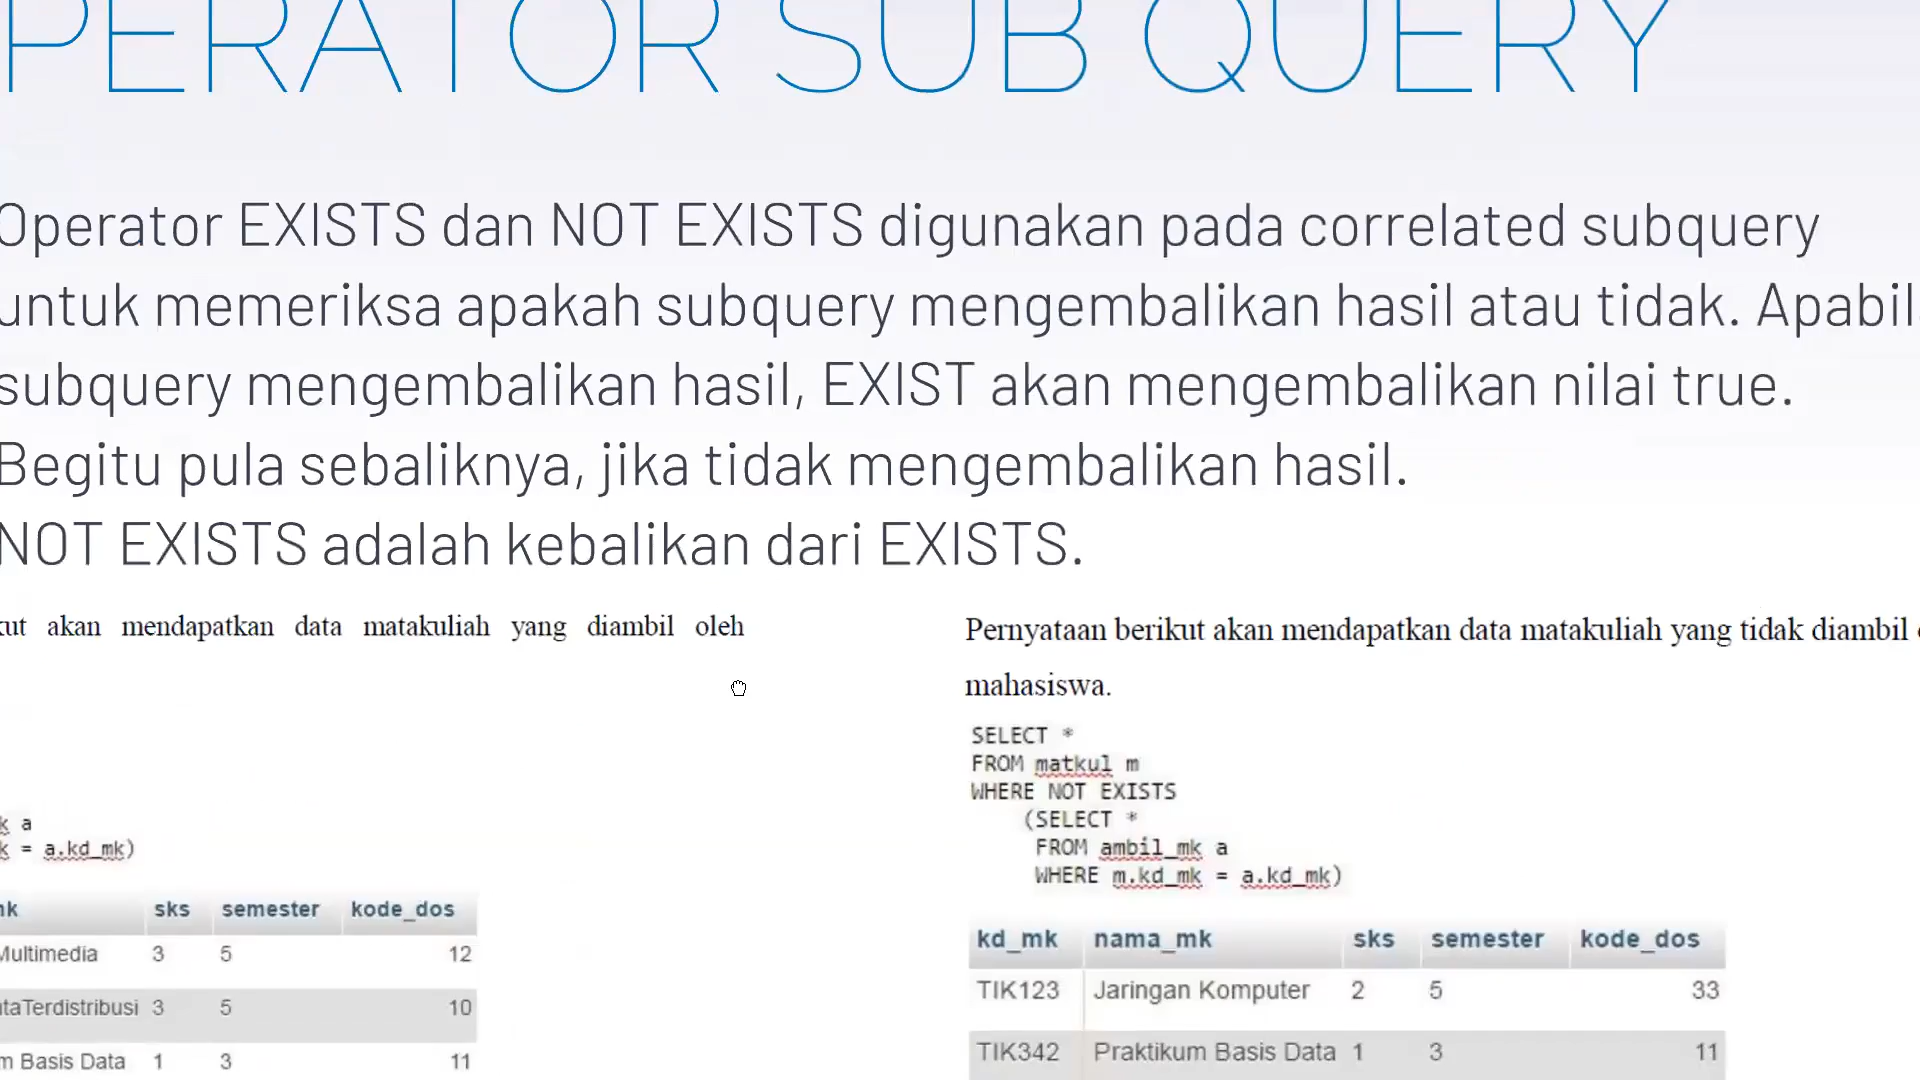 PERATOR SUB QUERY
Operator EXISTS dan NOT EXISTS digunakan pada correlated subquery
untuk memeriksa apakah subquery mengembalikan hasil atau tidak. Apabil
subquery mengembalikan hasil, EXIST akan mengembalikan nilai true.
Begitu pula sebaliknya, jika tidak mengembalikan hasil.
NOT EXISTS adalah kebalikan dari EXISTS.
kut akan mendapatkan data matakuliah yang diambil oleh
k a
k = a.kd_mk)
mk sks semester kode_dos
Multimedia 3 5 12
taTerdistribusi 3 5 10
m Basis Data 1 3 11
Pernyataan berikut akan mendapatkan data matakuliah yang tidak diambil
mahasiswa.
SELECT *
FROM matkul m
WHERE NOT EXISTS
(SELECT *
FROM ambil_mk a
WHERE m.kd_mk = a.kd_mk)
kd_mk nama_mk sks semester kode_dos
TIK123 Jaringan Komputer 2 5 33
TIK342 Praktikum Basis Data 1 3 11